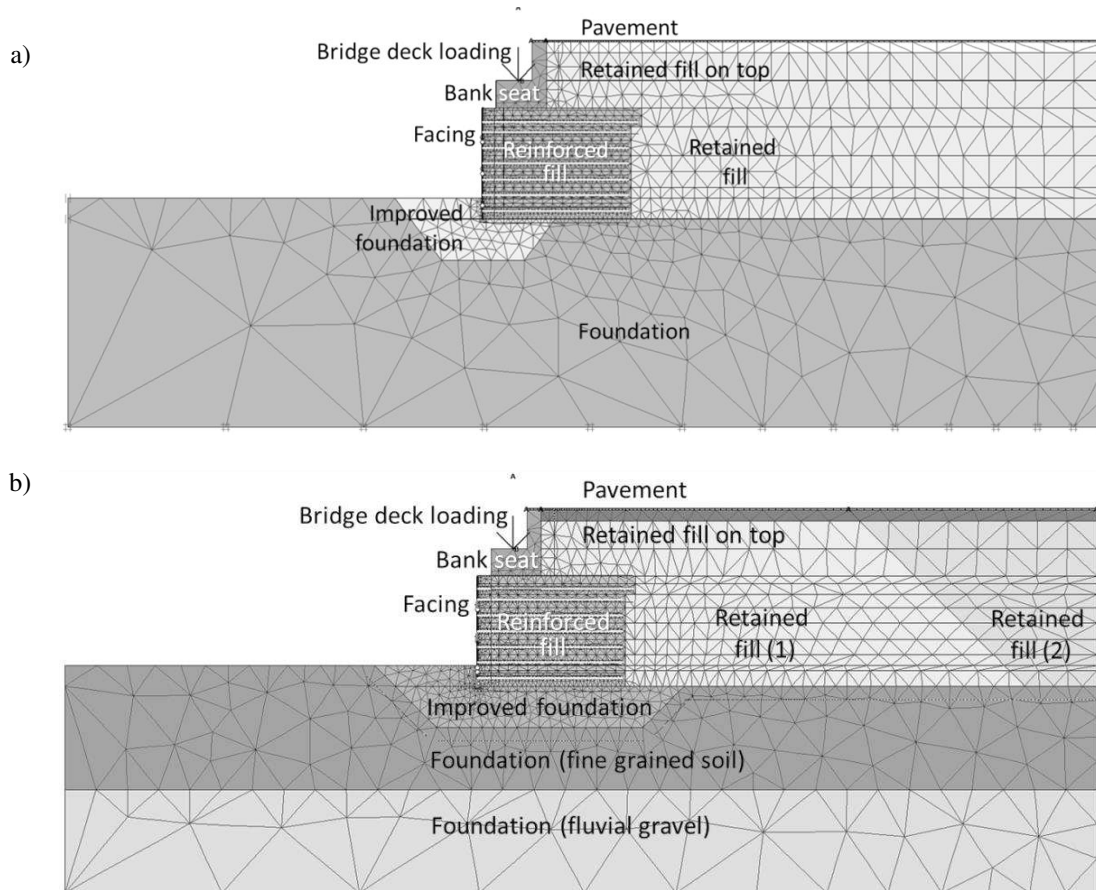 a)
Pavement
Bridge deck loading
Retained fill on top
Bank seat
Facing
Reinforced
fill
Retained
fill
Improved
foundation
Foundation
b)
Pavement
Bridge deck loading
Retained fill on top
Bank seat
Facing
Reinforced
fill
Retained
fill (1)
Retained
fill (2)
Improved foundation
Foundation (fine grained soil)
Foundation (fluvial gravel)